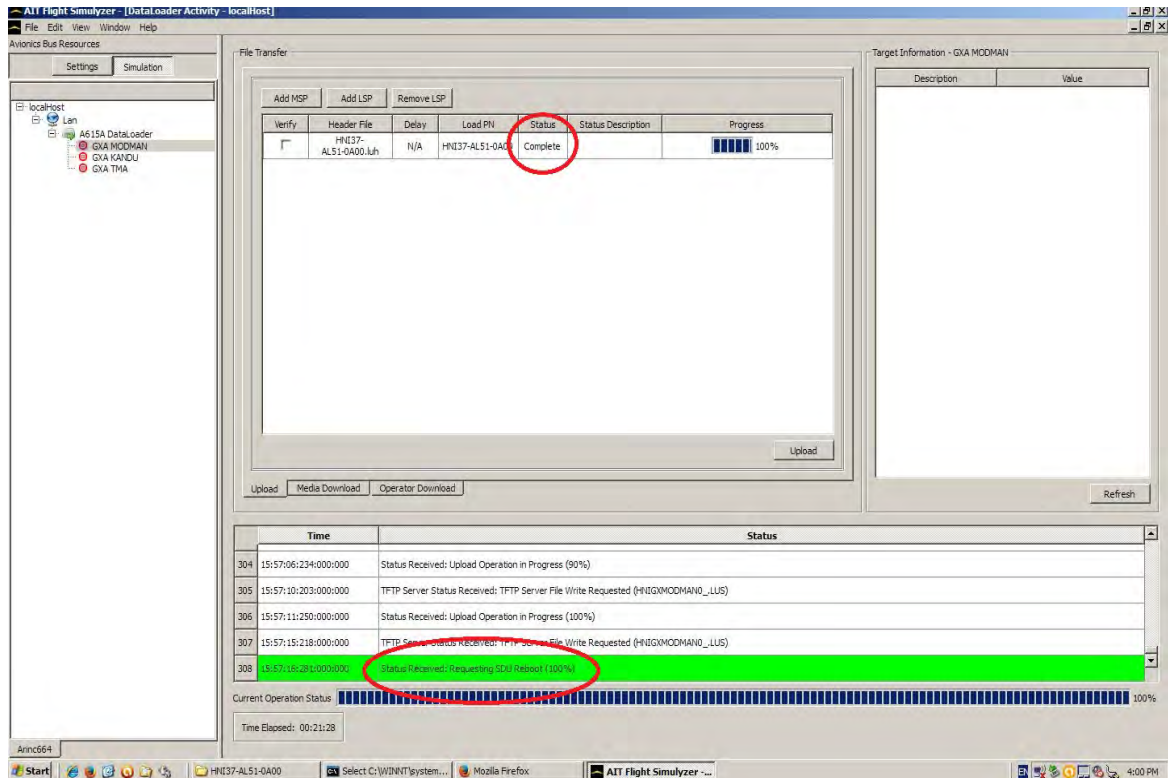 AIT Flight Simulyzer - [DataLoader Activity - localHost]
File Edit View Window Help
Avionics Bus Resources
Settings Simulation
localHost
Lan
A615A DataLoader
GXA MODMAN
GXA KANDU
GXA TMA
Arinc664
File Transfer
Add MSP Add LSP Remove LSP
Verify Header File Delay Load PN Status Status Description Progress
HNI37-
AL51-0A00.luh N/A HNI37-AL51-0A00 Complete 100%
Upload
Upload Media Download Operator Download
Target Information - GXA MODMAN
Description Value
Refresh
Time Status
304 15:57:06:234:000:000 Status Received: Upload Operation in Progress (90%)
305 15:57:10:203:000:000 TFTP Server Status Received: TFTP Server File Write Requested (HNIGXMODMAN0_.LUS)
306 15:57:11:250:000:000 Status Received: Upload Operation in Progress (100%)
307 15:57:15:218:000:000 TFTP Server Status Received: TFTP Server File Write Requested (HNIGXMODMAN0_.LUS)
308 15:57:16:281:000:000 Status Received: Requesting SDU Reboot (100%)
Current Operation Status 100%
Time Elapsed: 00:21:28
Start HNI37-AL51-0A00 Select C:\WINNT\system... Mozilla Firefox AIT Flight Simulyzer -... EN 4:00 PM